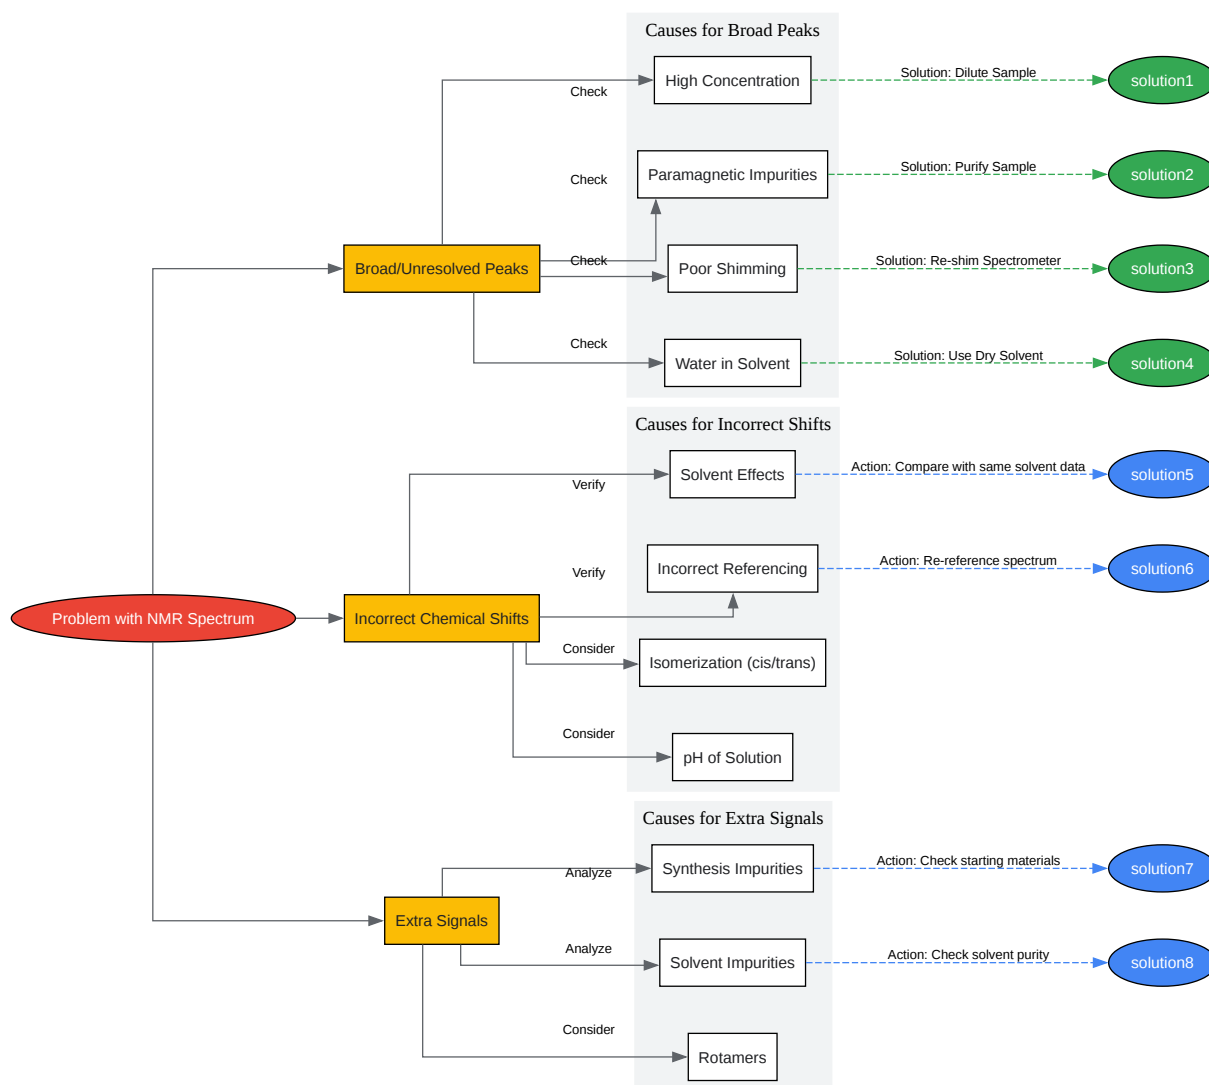 Causes for Broad Peaks
High Concentration
Solution: Dilute Sample
solution1
Check
Paramagnetic Impurities
Solution: Purify Sample
solution2
Check
Broad/Unresolved Peaks
Check
Poor Shimming
Solution: Re-shim Spectrometer
solution3
Check
Water in Solvent
Solution: Use Dry Solvent
solution4
Causes for Incorrect Shifts
Solvent Effects
Action: Compare with same solvent data
solution5
Verify
Incorrect Referencing
Action: Re-reference spectrum
solution6
Verify
Problem with NMR Spectrum
Incorrect Chemical Shifts
Consider
Isomerization (cis/trans)
Consider
pH of Solution
Causes for Extra Signals
Analyze
Synthesis Impurities
Action: Check starting materials
solution7
Extra Signals
Analyze
Solvent Impurities
Action: Check solvent purity
solution8
Consider
Rotamers